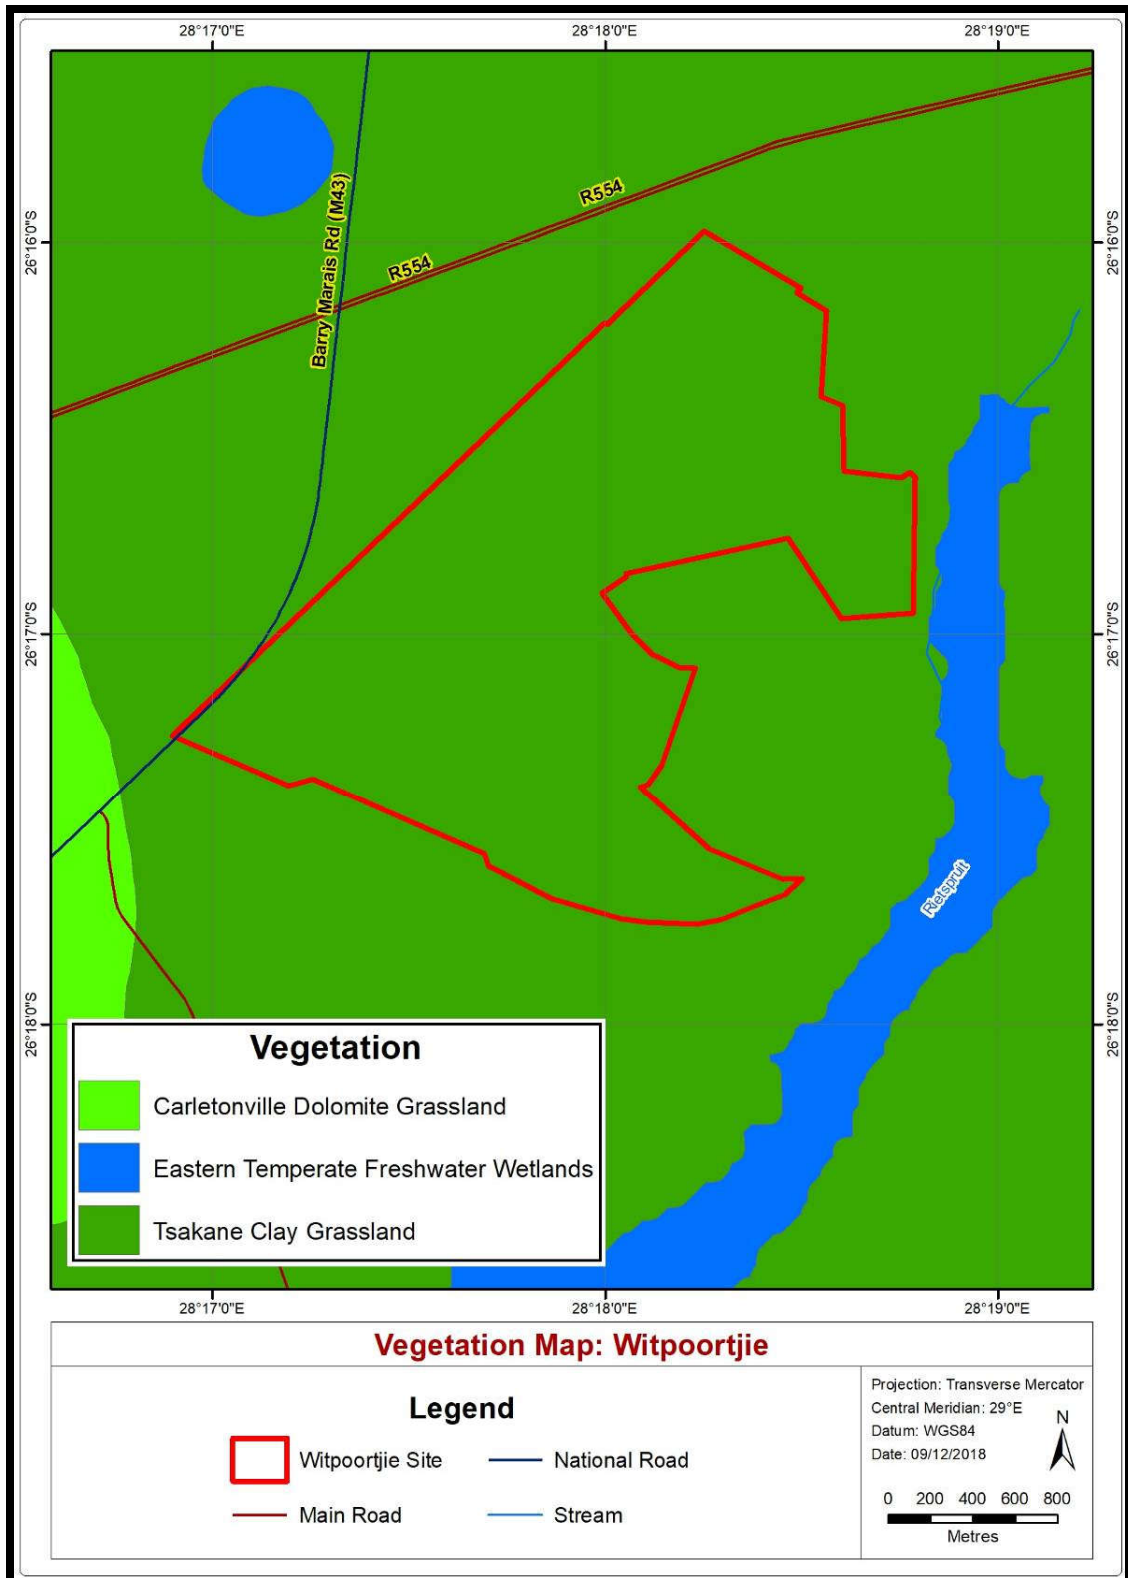 28°17'0"E
28°18'0"E
28°19'0"E
26°16'0"S
26°16'0"S
R554
R554
Barry Marais Rd (M43)
26°17'0"S
26°17'0"S
Rietspruit
26°18'0"S
26°18'0"S
Vegetation
Carletonville Dolomite Grassland
Eastern Temperate Freshwater Wetlands
Tsakane Clay Grassland
28°17'0"E
28°18'0"E
28°19'0"E
Vegetation Map: Witpoortjie
Legend
Witpoortjie Site
National Road
Main Road
Stream
Projection: Transverse Mercator
Central Meridian: 29°E
Datum: WGS84
Date: 09/12/2018
N
0 200 400 600 800
Metres